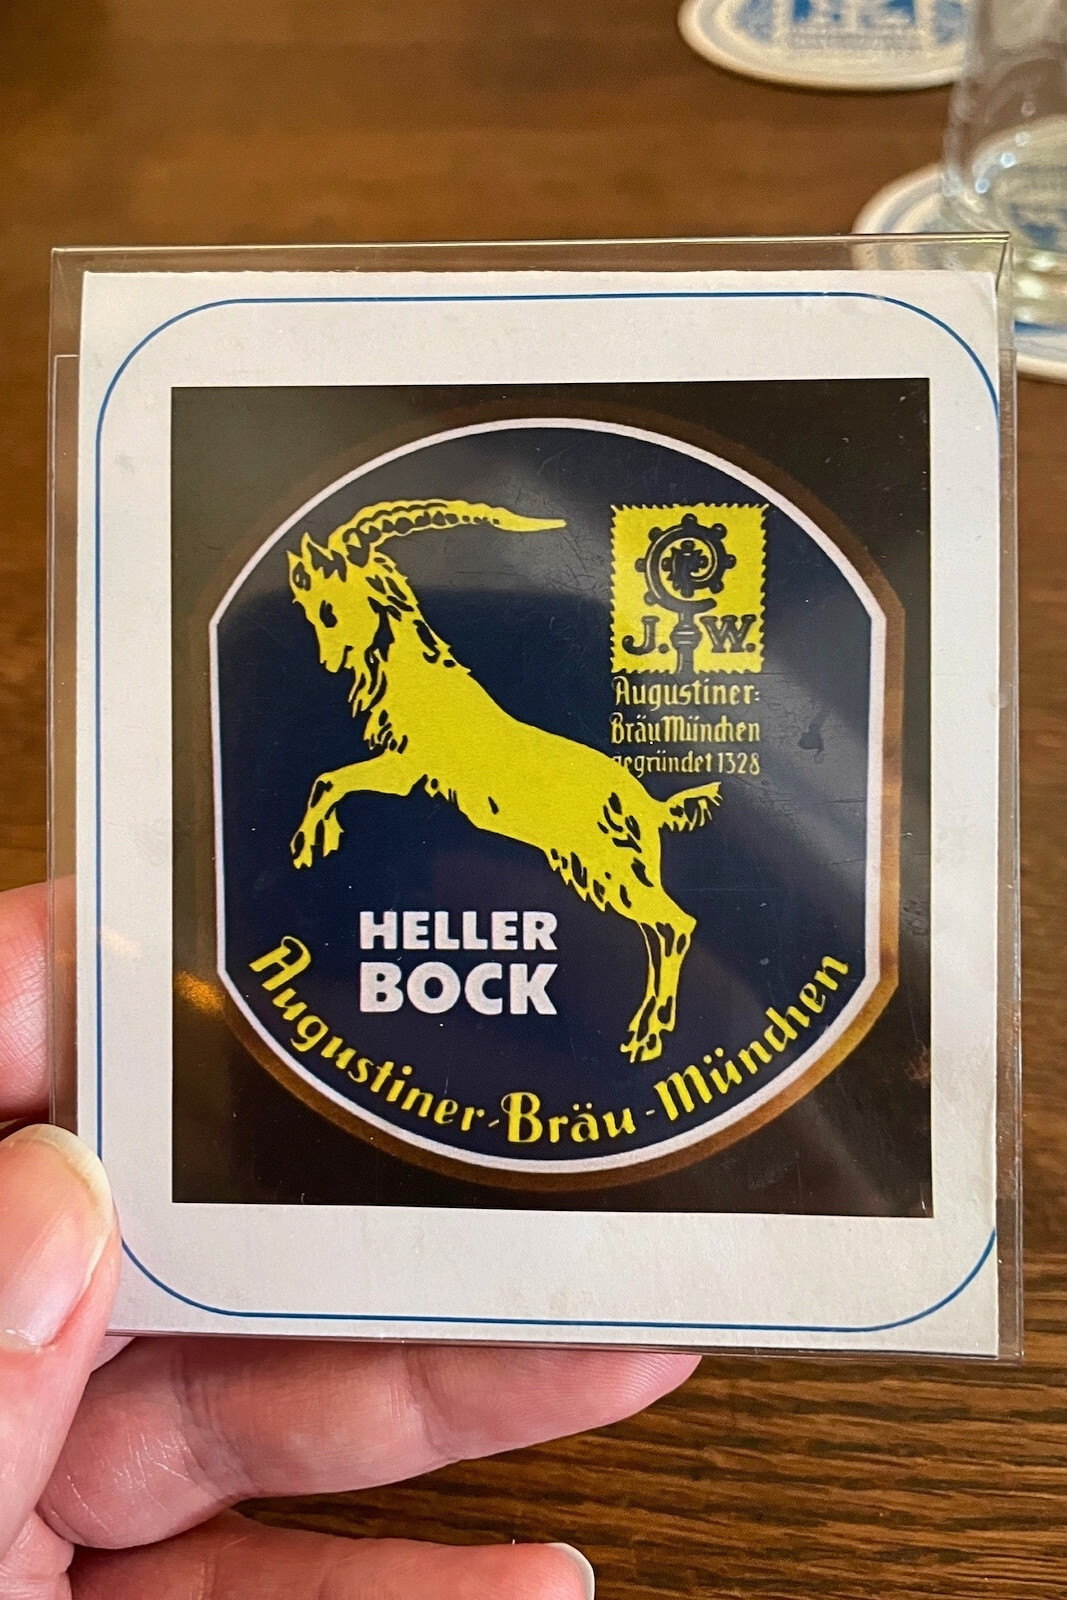 J. W.
Augustiner-
Bräu München
gegründet 1328
HELLER
BOCK
Augustiner-Bräu-München